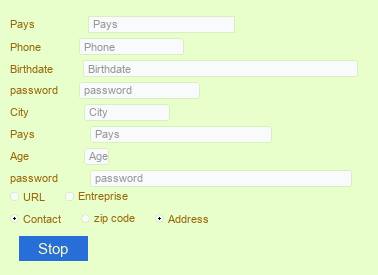 Pays Pays
Phone Phone
Birthdate Birthdate
password password
City City
Pays Pays
Age Age
password password
URL Entreprise
Contact zip code Address
Stop